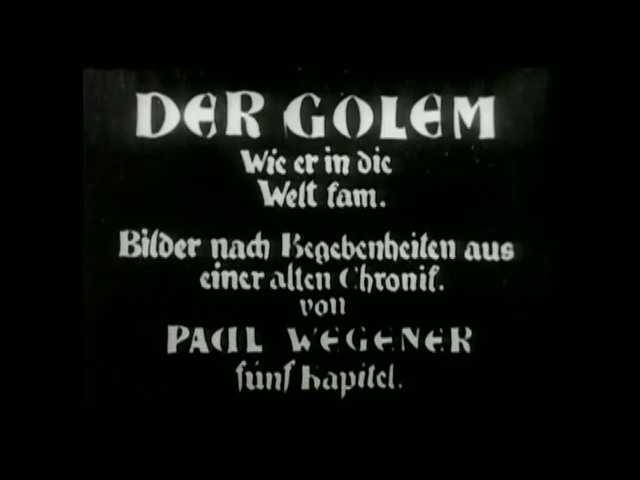 DER GOLEM
Wie er in die
Welt kam.
Bilder nach Begebenheiten aus
einer alten Chronik.
von
PAUL WEGENER
fünf Kapitel.